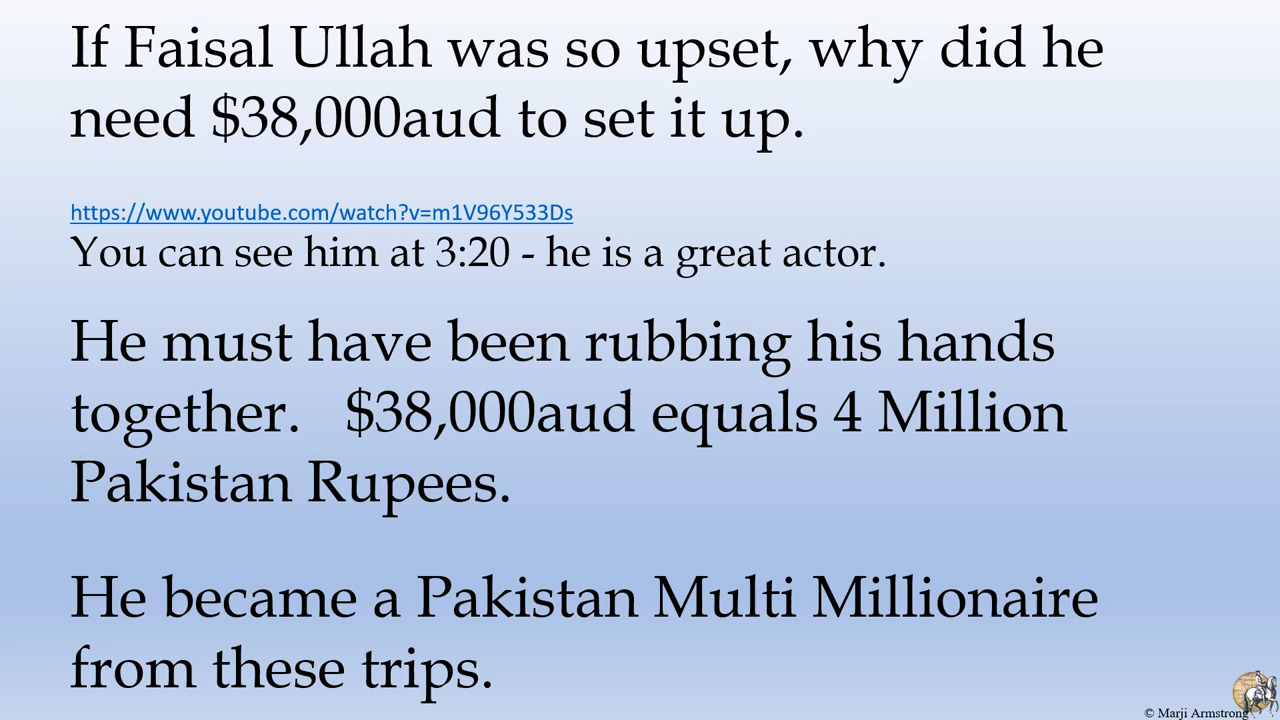 If Faisal Ullah was so upset, why did he
need $38,000aud to set it up.
https://www.youtube.com/watch?v=m1V96Y533Ds
You can see him at 3:20 - he is a great actor.
He must have been rubbing his hands
together.   $38,000aud equals 4 Million
Pakistan Rupees.
He became a Pakistan Multi Millionaire
from these trips.
© Marji Armstrong